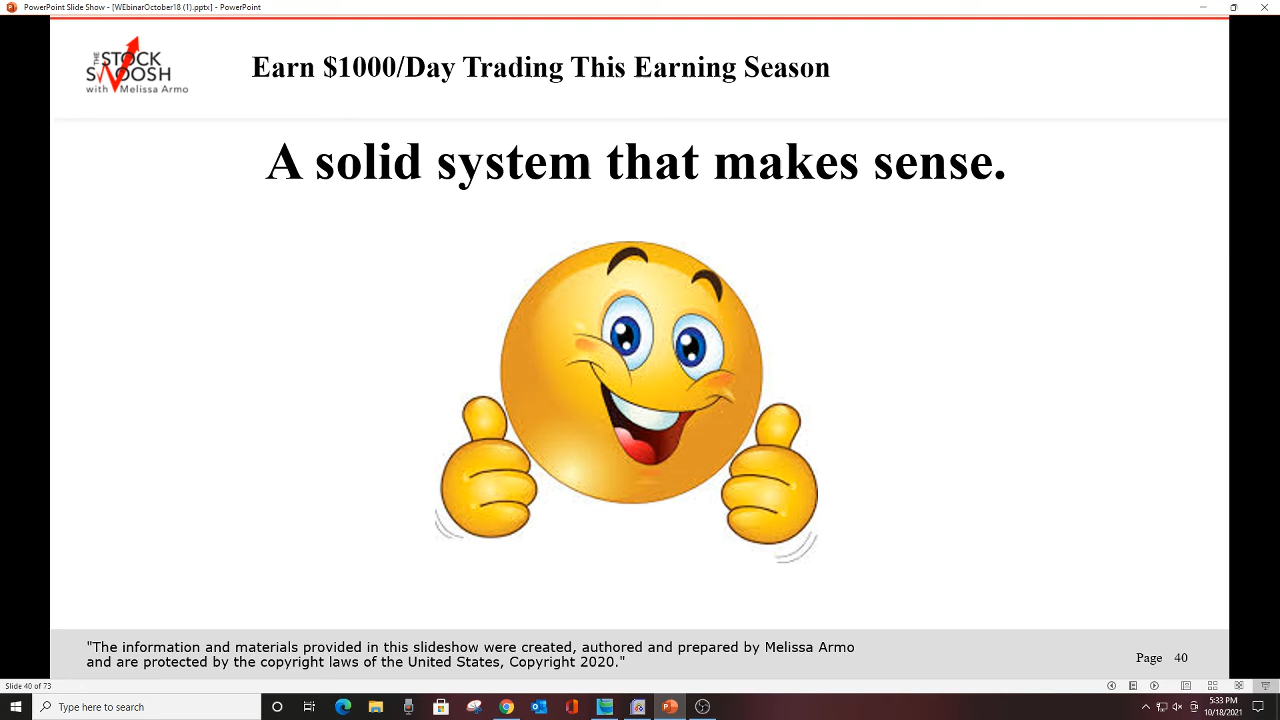 PowerPoint Slide Show - [WEbinarOctober18 (1).pptx] - PowerPoint
THE
STOCK
SWOOSH
with Melissa Armo
Earn $1000/Day Trading This Earning Season
A solid system that makes sense.
"The information and materials provided in this slideshow were created, authored and prepared by Melissa Armo
and are protected by the copyright laws of the United States, Copyright 2020."
Page 40
Slide 40 of 73
Type here to search
5:33 PM
10/18/2021